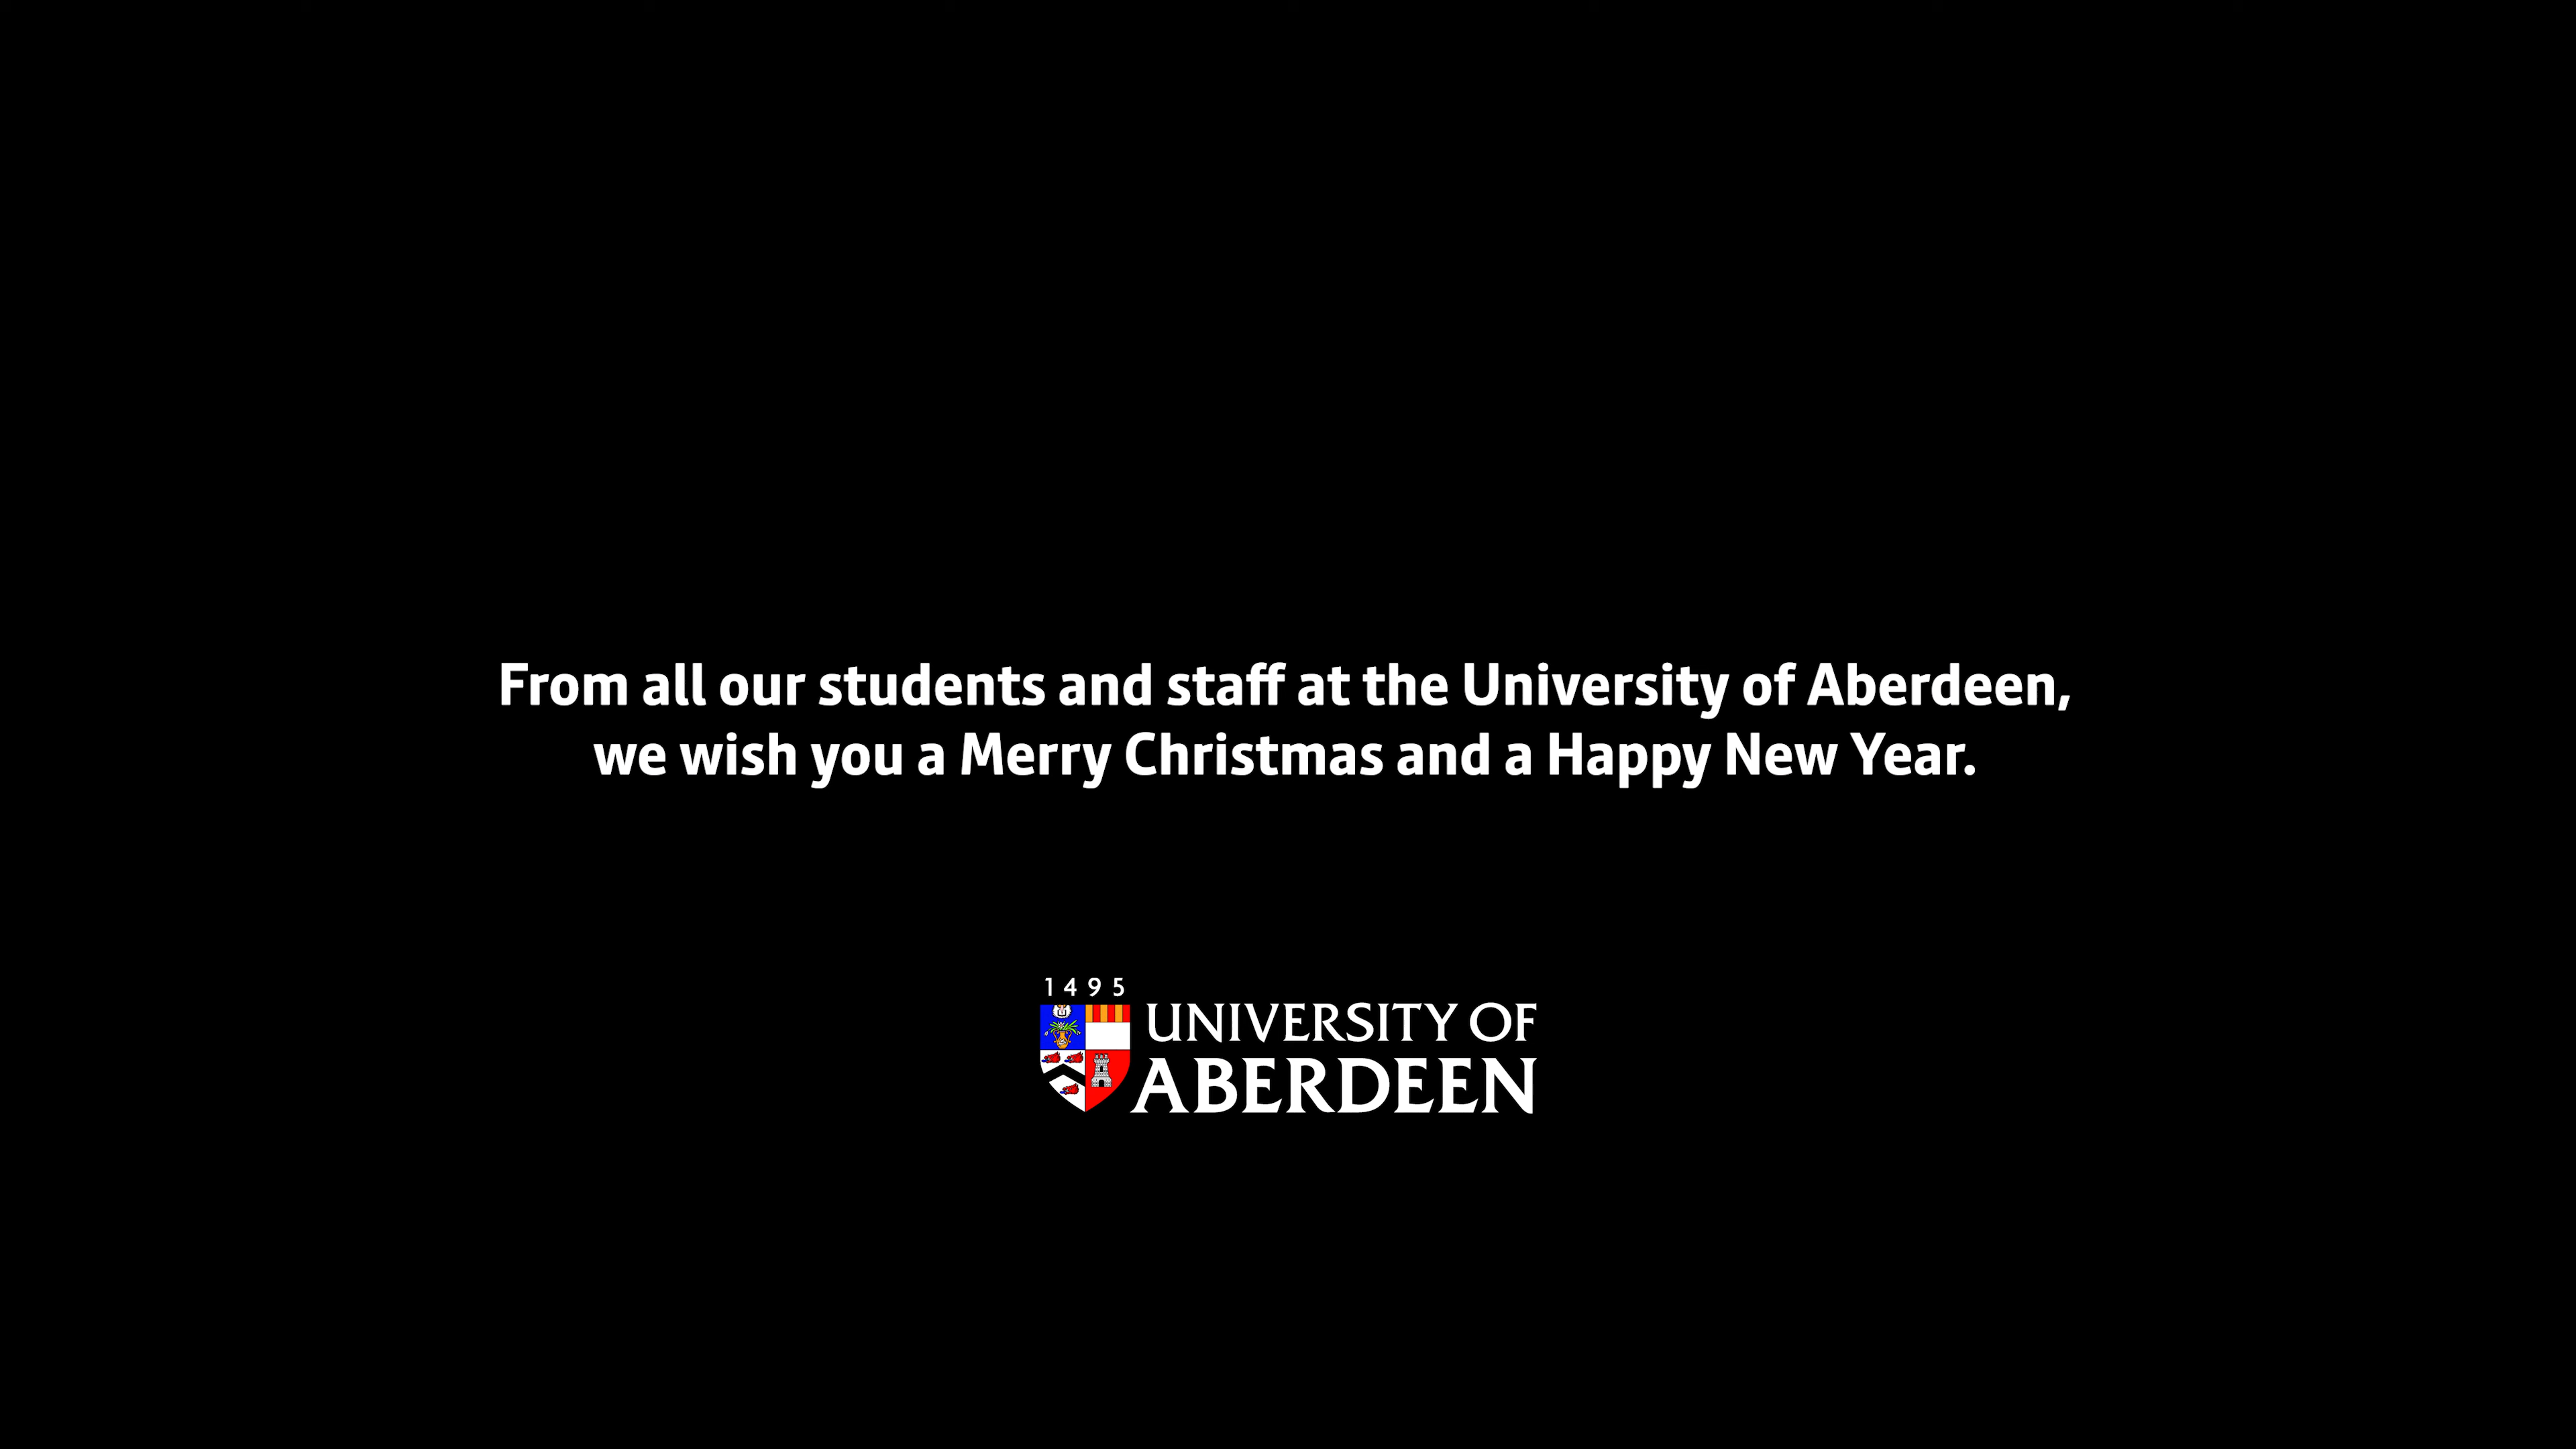 From all our students and staff at the University of Aberdeen,
we wish you a Merry Christmas and a Happy New Year.
1495
UNIVERSITY OF
ABERDEEN